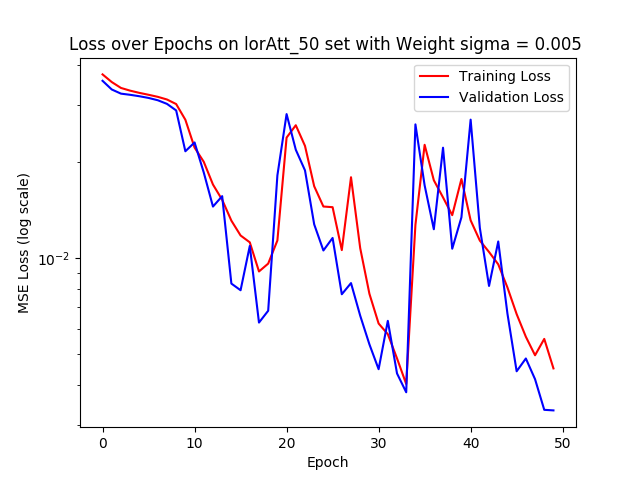 Loss over Epochs on lorAtt_50 set with Weight sigma = 0.005
Training Loss
Validation Loss
MSE Loss (log scale)
10⁻²
0 10 20 30 40 50
Epoch